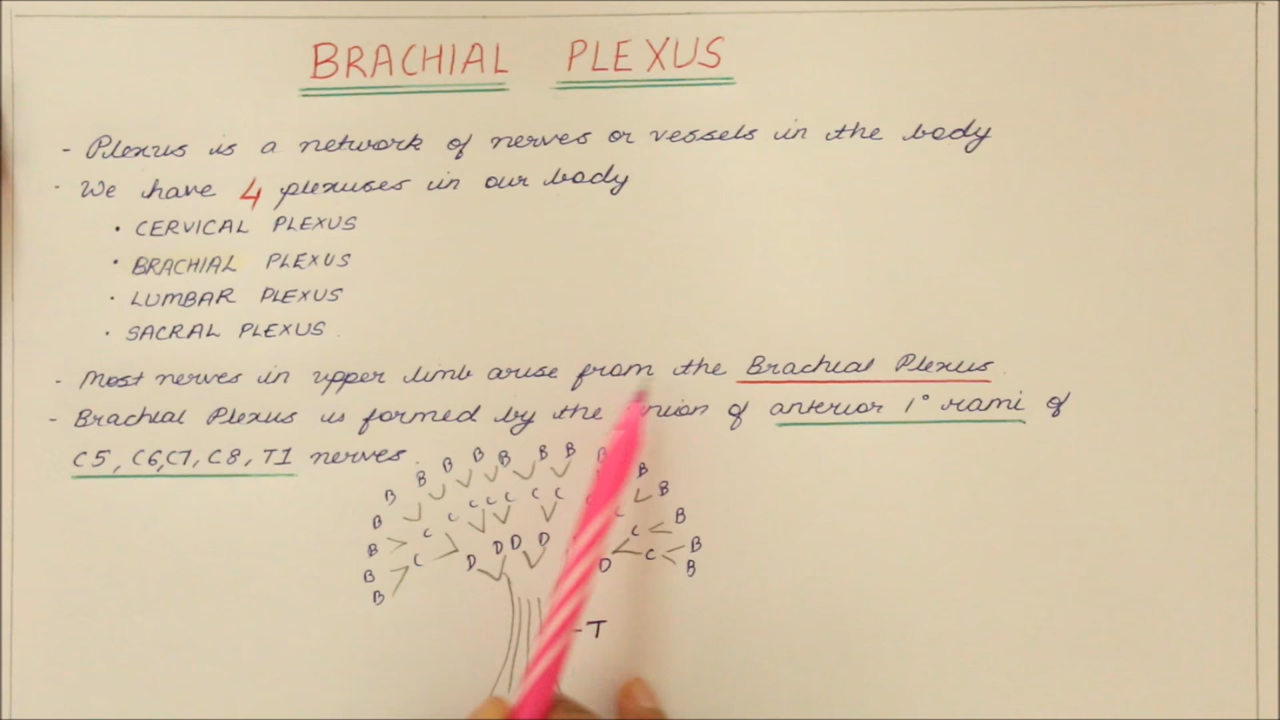 BRACHIAL PLEXUS
- Plexus is a network of nerves or vessels in the body
- We have 4 plexuses in our body
• CERVICAL PLEXUS
• BRACHIAL PLEXUS
• LUMBAR PLEXUS
• SACRAL PLEXUS
- Most nerves in upper limb arise from the Brachial Plexus
- Brachial Plexus is formed by the of anterior 1° rami of
C5, C6, C7, C8, T1 nerves.
B B B B B B B
B B
B C C C C C C B
B C C B
B C D D D D D C B
B B
B
- T